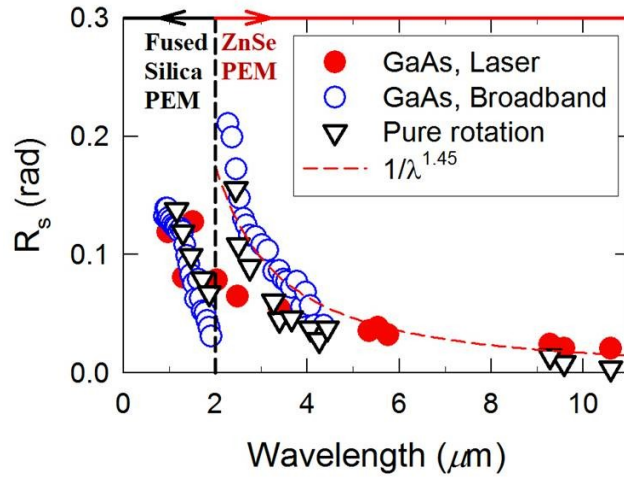 0.3
0.2
0.1
0.0
R_s (rad)
Fused
Silica
PEM
ZnSe
PEM
GaAs, Laser
GaAs, Broadband
Pure rotation
1/λ^1.45
0 2 4 6 8 10
Wavelength (μm)